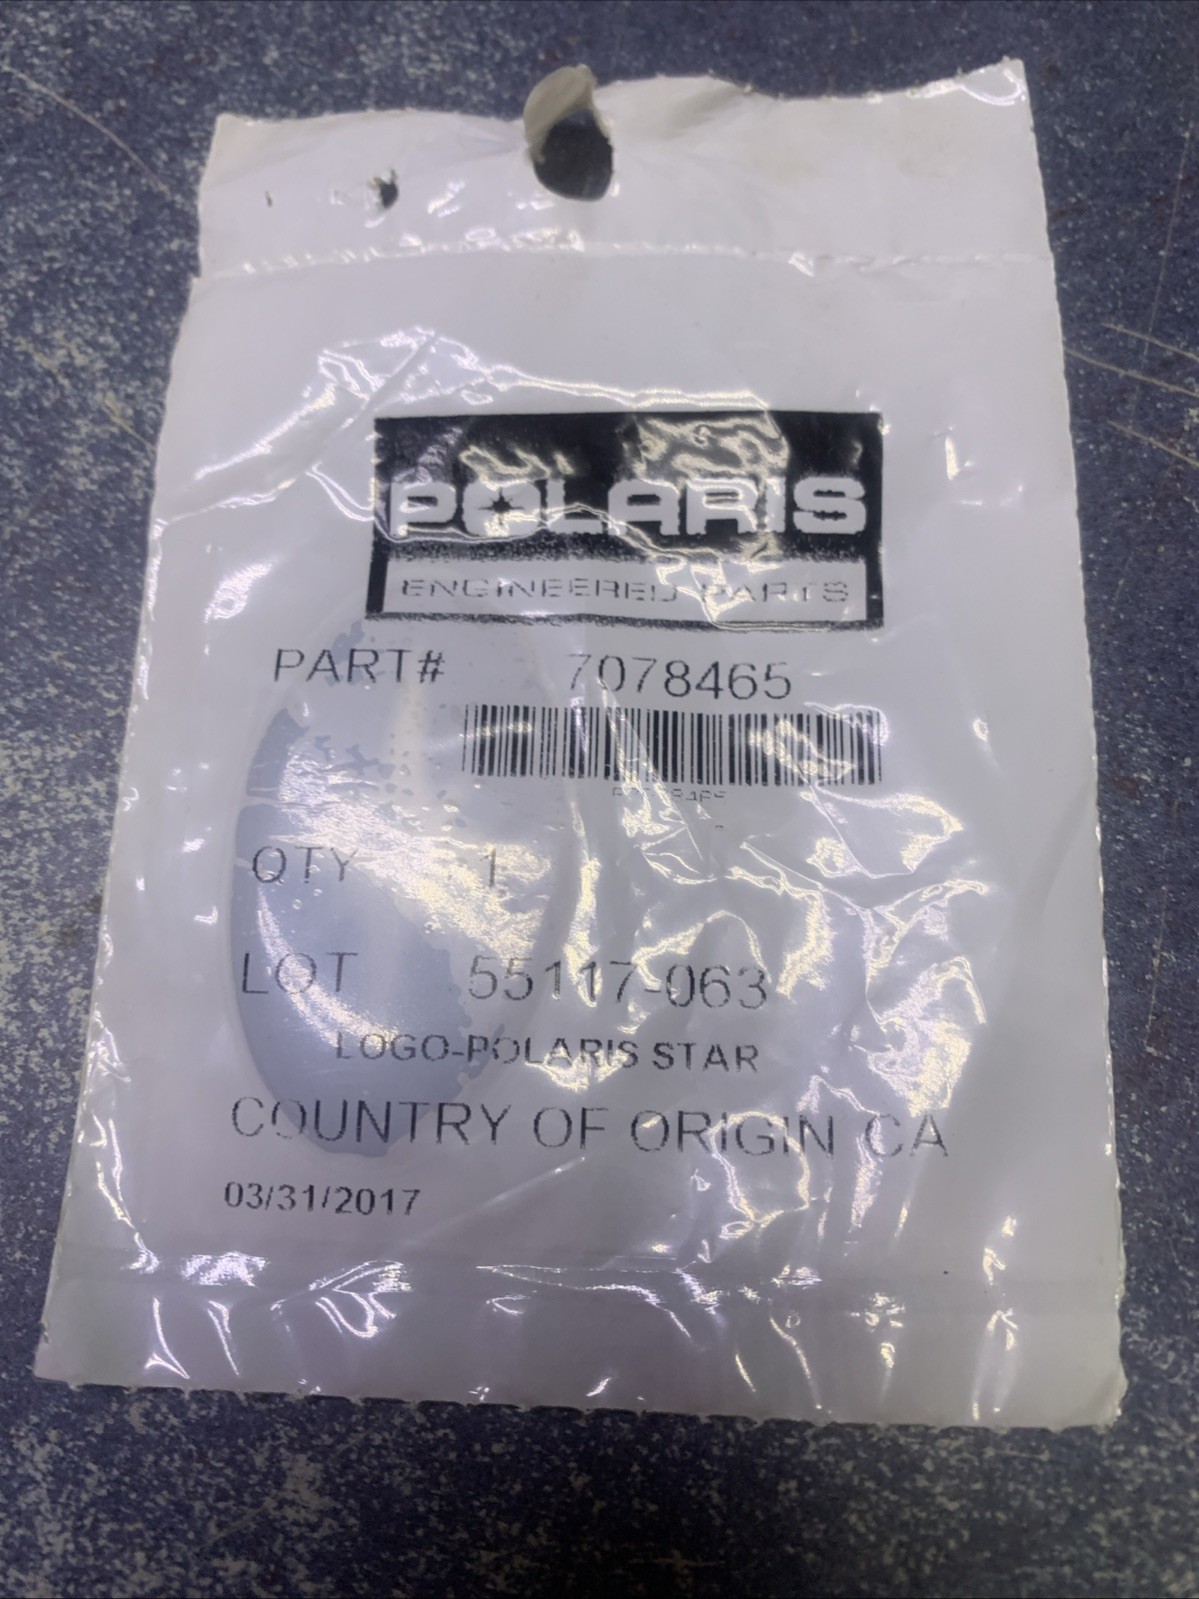 POLARIS
ENGINEERED PARTS
PART# 7078465
QTY 1
LOT 55117-063
LOGO-POLARIS STAR
COUNTRY OF ORIGIN CA
03/31/2017